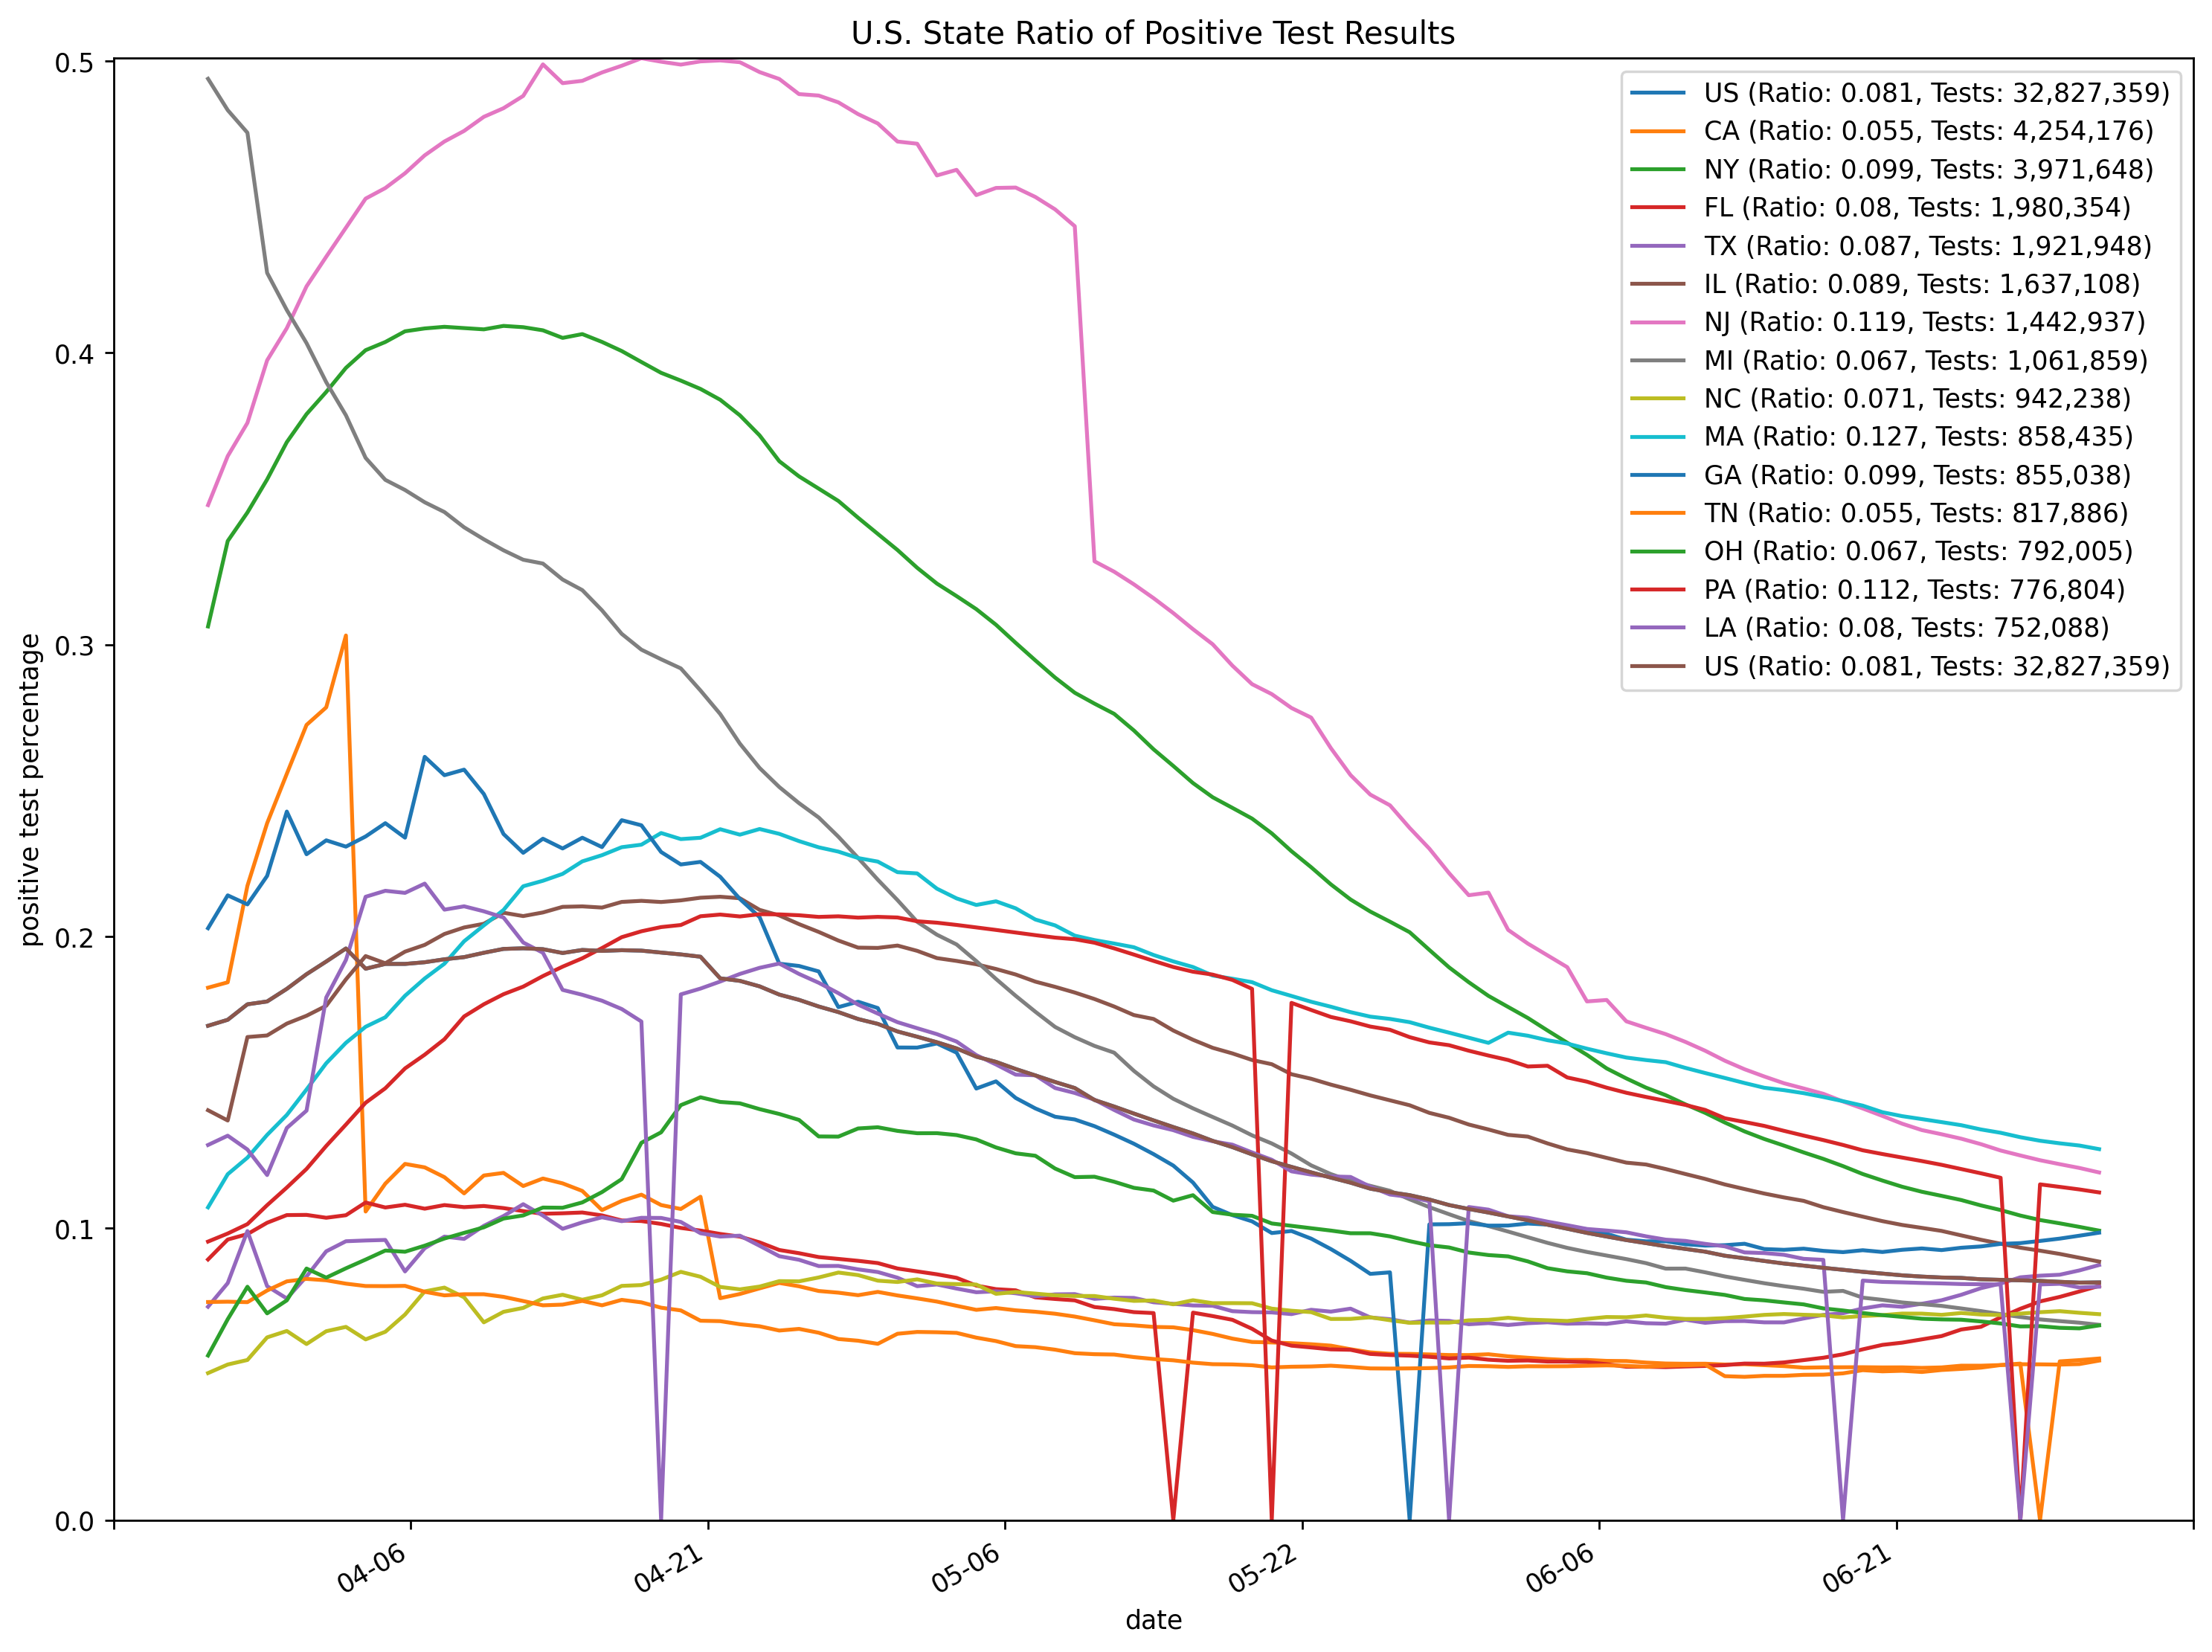 U.S. State Ratio of Positive Test Results
0.5
0.4
0.3
0.2
0.1
0.0
positive test percentage
US (Ratio: 0.081, Tests: 32,827,359)
CA (Ratio: 0.055, Tests: 4,254,176)
NY (Ratio: 0.099, Tests: 3,971,648)
FL (Ratio: 0.08, Tests: 1,980,354)
TX (Ratio: 0.087, Tests: 1,921,948)
IL (Ratio: 0.089, Tests: 1,637,108)
NJ (Ratio: 0.119, Tests: 1,442,937)
MI (Ratio: 0.067, Tests: 1,061,859)
NC (Ratio: 0.071, Tests: 942,238)
MA (Ratio: 0.127, Tests: 858,435)
GA (Ratio: 0.099, Tests: 855,038)
TN (Ratio: 0.055, Tests: 817,886)
OH (Ratio: 0.067, Tests: 792,005)
PA (Ratio: 0.112, Tests: 776,804)
LA (Ratio: 0.08, Tests: 752,088)
US (Ratio: 0.081, Tests: 32,827,359)
04-06
04-21
05-06
05-22
06-06
06-21
date